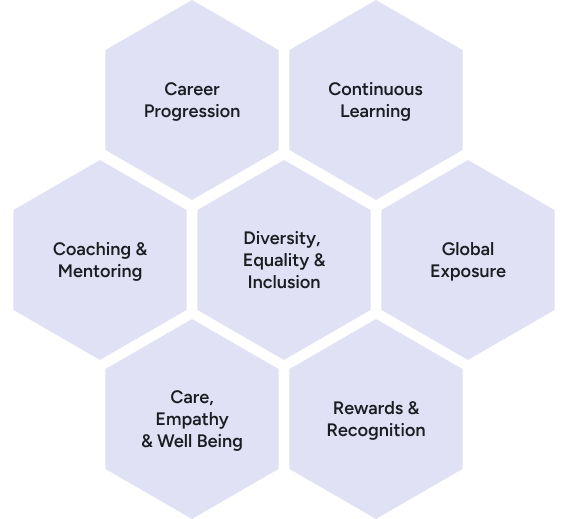 Career
Progression
Continuous
Learning
Coaching &
Mentoring
Diversity,
Equality &
Inclusion
Global
Exposure
Care,
Empathy
& Well Being
Rewards &
Recognition